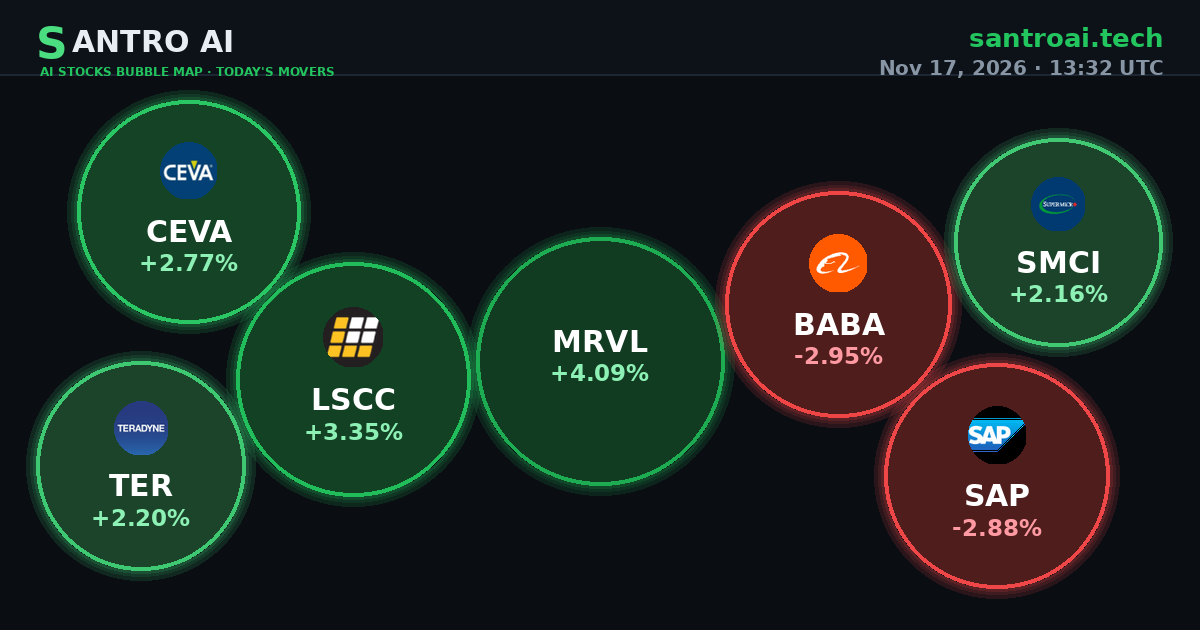 SANTRO AI
AI STOCKS BUBBLE MAP · TODAY'S MOVERS
santroai.tech
Nov 17, 2026 · 13:32 UTC
CEVA
CEVA
+2.77%
TERADYNE
TER
+2.20%
LSCC
+3.35%
MRVL
+4.09%
BABA
-2.95%
SUPERMICRO
SMCI
+2.16%
SAP
SAP
-2.88%